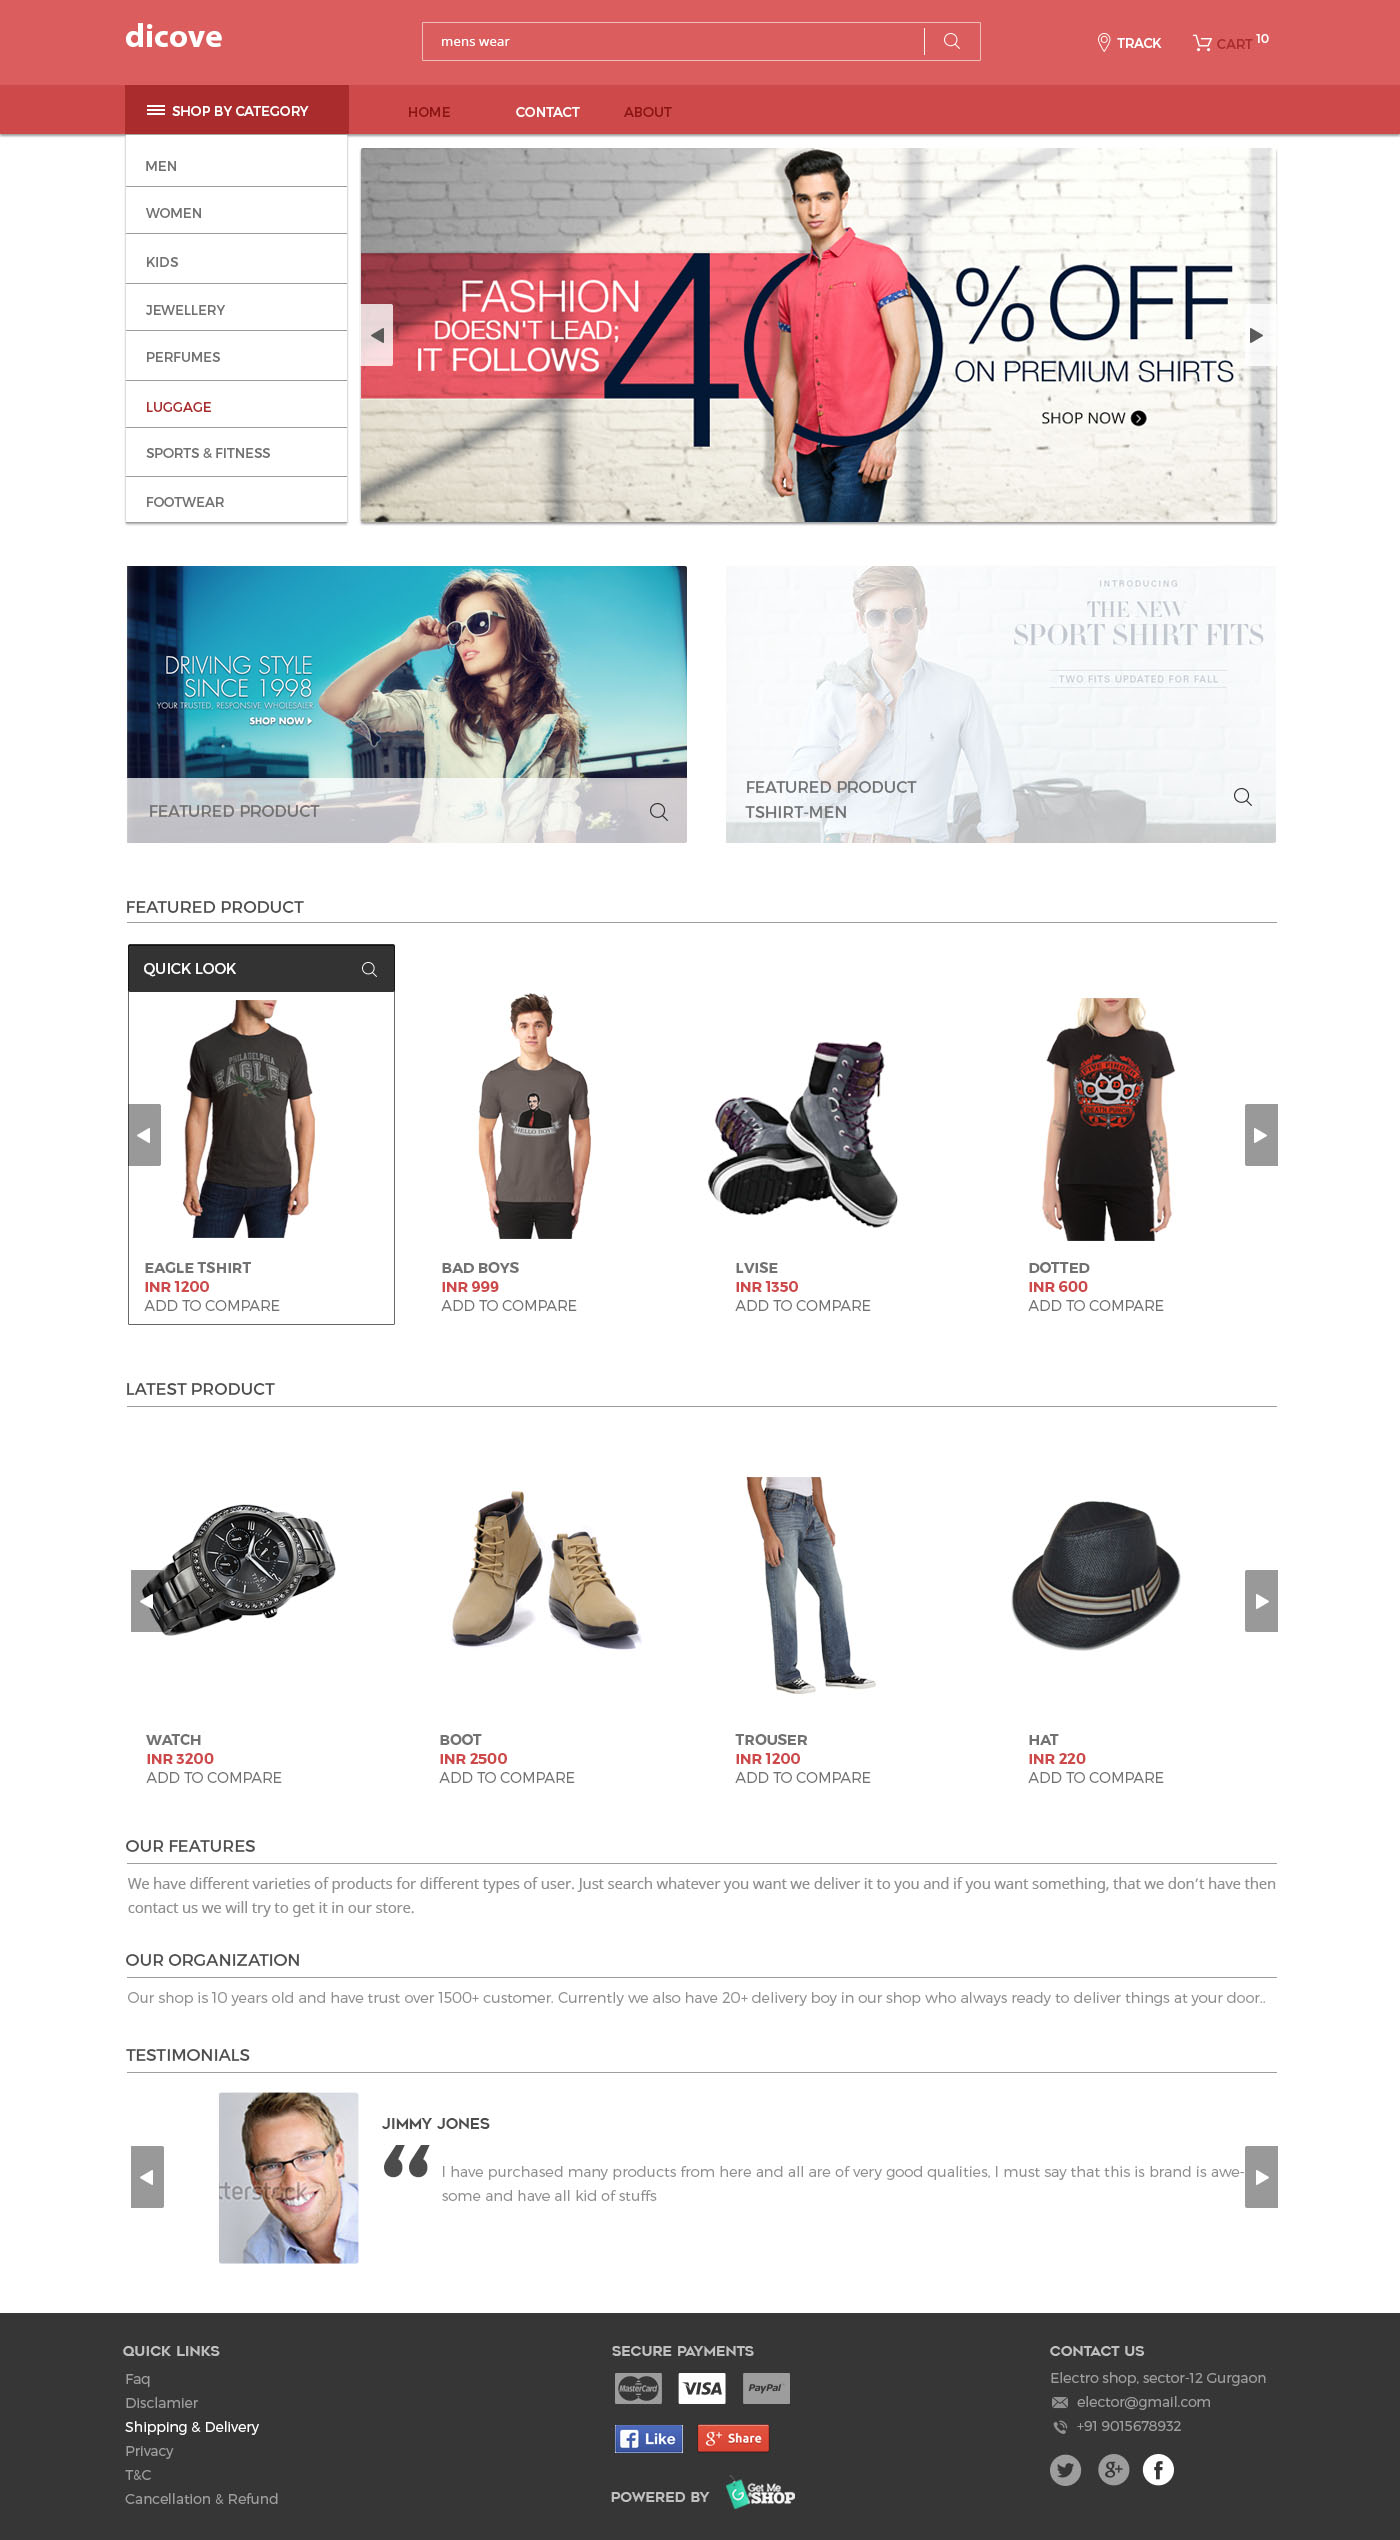 dicove
mens wear
TRACK
CART 10
SHOP BY CATEGORY
HOME
CONTACT
ABOUT
MEN
WOMEN
KIDS
JEWELLERY
PERFUMES
LUGGAGE
SPORTS & FITNESS
FOOTWEAR
FASHION
DOESN'T LEAD;
IT FOLLOWS
40% OFF
ON PREMIUM SHIRTS
SHOP NOW
DRIVING STYLE
SINCE 1998
YOUR TRUSTED, RESPONSIVE WHOLESALER
SHOP NOW
FEATURED PRODUCT
INTRODUCING
THE NEW
SPORT SHIRT FITS
TWO FITS UPDATED FOR FALL
FEATURED PRODUCT
TSHIRT-MEN
FEATURED PRODUCT
QUICK LOOK
PHILADELPHIA
EAGLES
HELLO BOYS
FIVE FINGER
DEATH PUNCH
EAGLE TSHIRT
INR 1200
ADD TO COMPARE
BAD BOYS
INR 999
ADD TO COMPARE
LVISE
INR 1350
ADD TO COMPARE
DOTTED
INR 600
ADD TO COMPARE
LATEST PRODUCT
WATCH
INR 3200
ADD TO COMPARE
BOOT
INR 2500
ADD TO COMPARE
TROUSER
INR 1200
ADD TO COMPARE
HAT
INR 220
ADD TO COMPARE
OUR FEATURES
We have different varieties of products for different types of user. Just search whatever you want we deliver it to you and if you want something, that we don't have then
contact us we will try to get it in our store.
OUR ORGANIZATION
Our shop is 10 years old and have trust over 1500+ customer. Currently we also have 20+ delivery boy in our shop who always ready to deliver things at your door..
TESTIMONIALS
tterstock
JIMMY JONES
“ I have purchased many products from here and all are of very good qualities, I must say that this is brand is awe-
some and have all kid of stuffs
QUICK LINKS
Faq
Disclamier
Shipping & Delivery
Privacy
T&C
Cancellation & Refund
SECURE PAYMENTS
MasterCard
VISA
PayPal
Like
g+ Share
POWERED BY
Get Me
SHOP
CONTACT US
Electro shop, sector-12 Gurgaon
elector@gmail.com
+91 9015678932
g+
f